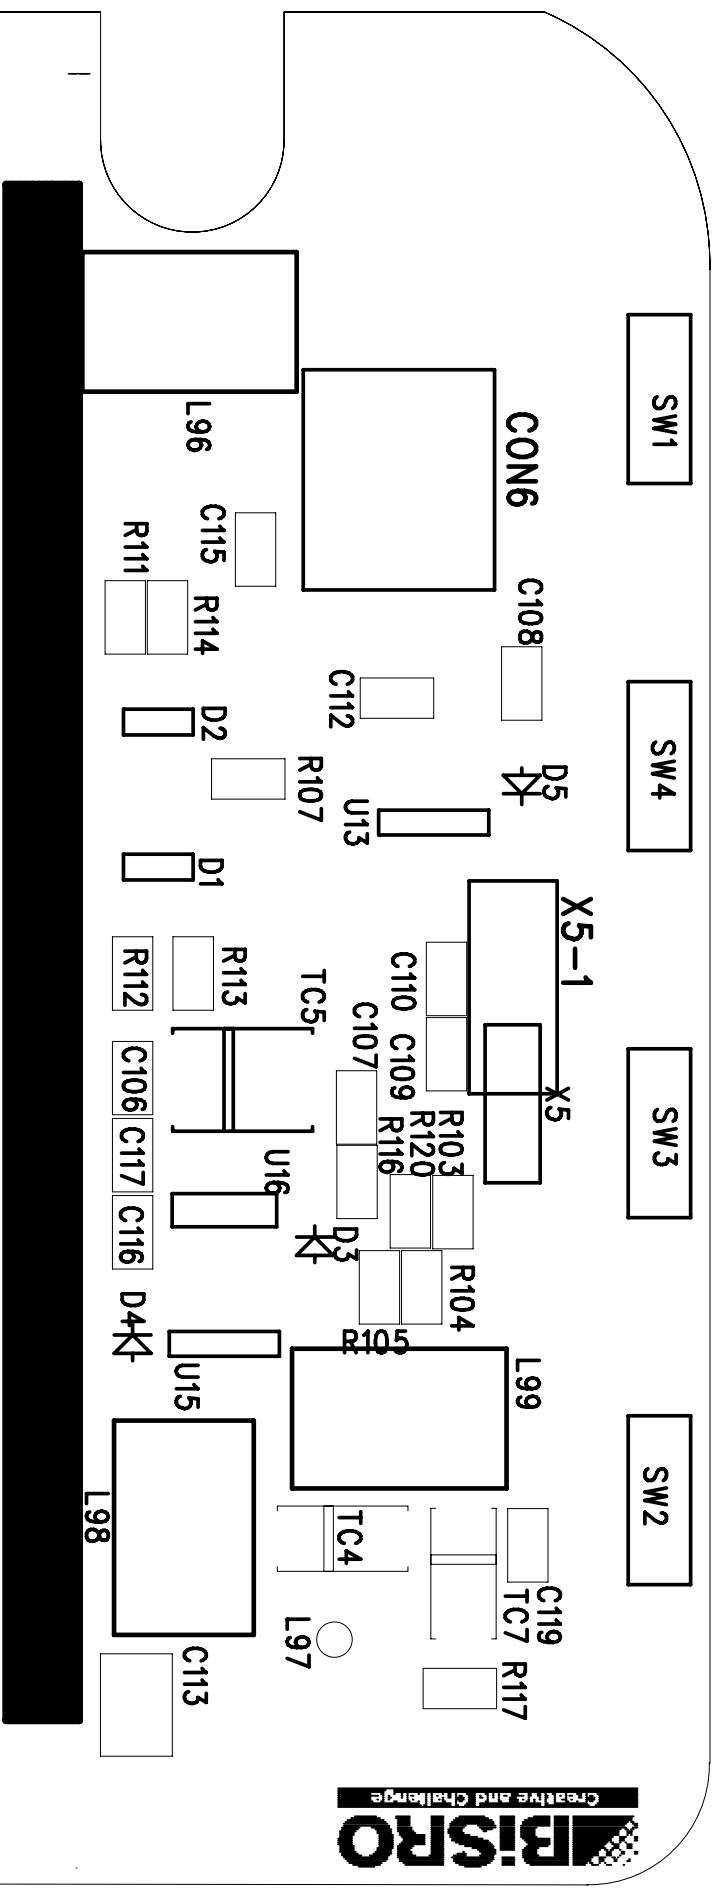 SW1
L96
CON6
C115
R111
R114
C108
C112
D2
SW4
R107
D5
U13
D1
X5-1
R112
R113
TC5
C110
C107
C109
X5
C106
C117
C116
U16
R116
R120
R103
SW3
D3
R104
D4
R105
U15
L99
L98
TC4
SW2
C119
TC7
L97
C113
R117
Creative and Challenge
BiSRO